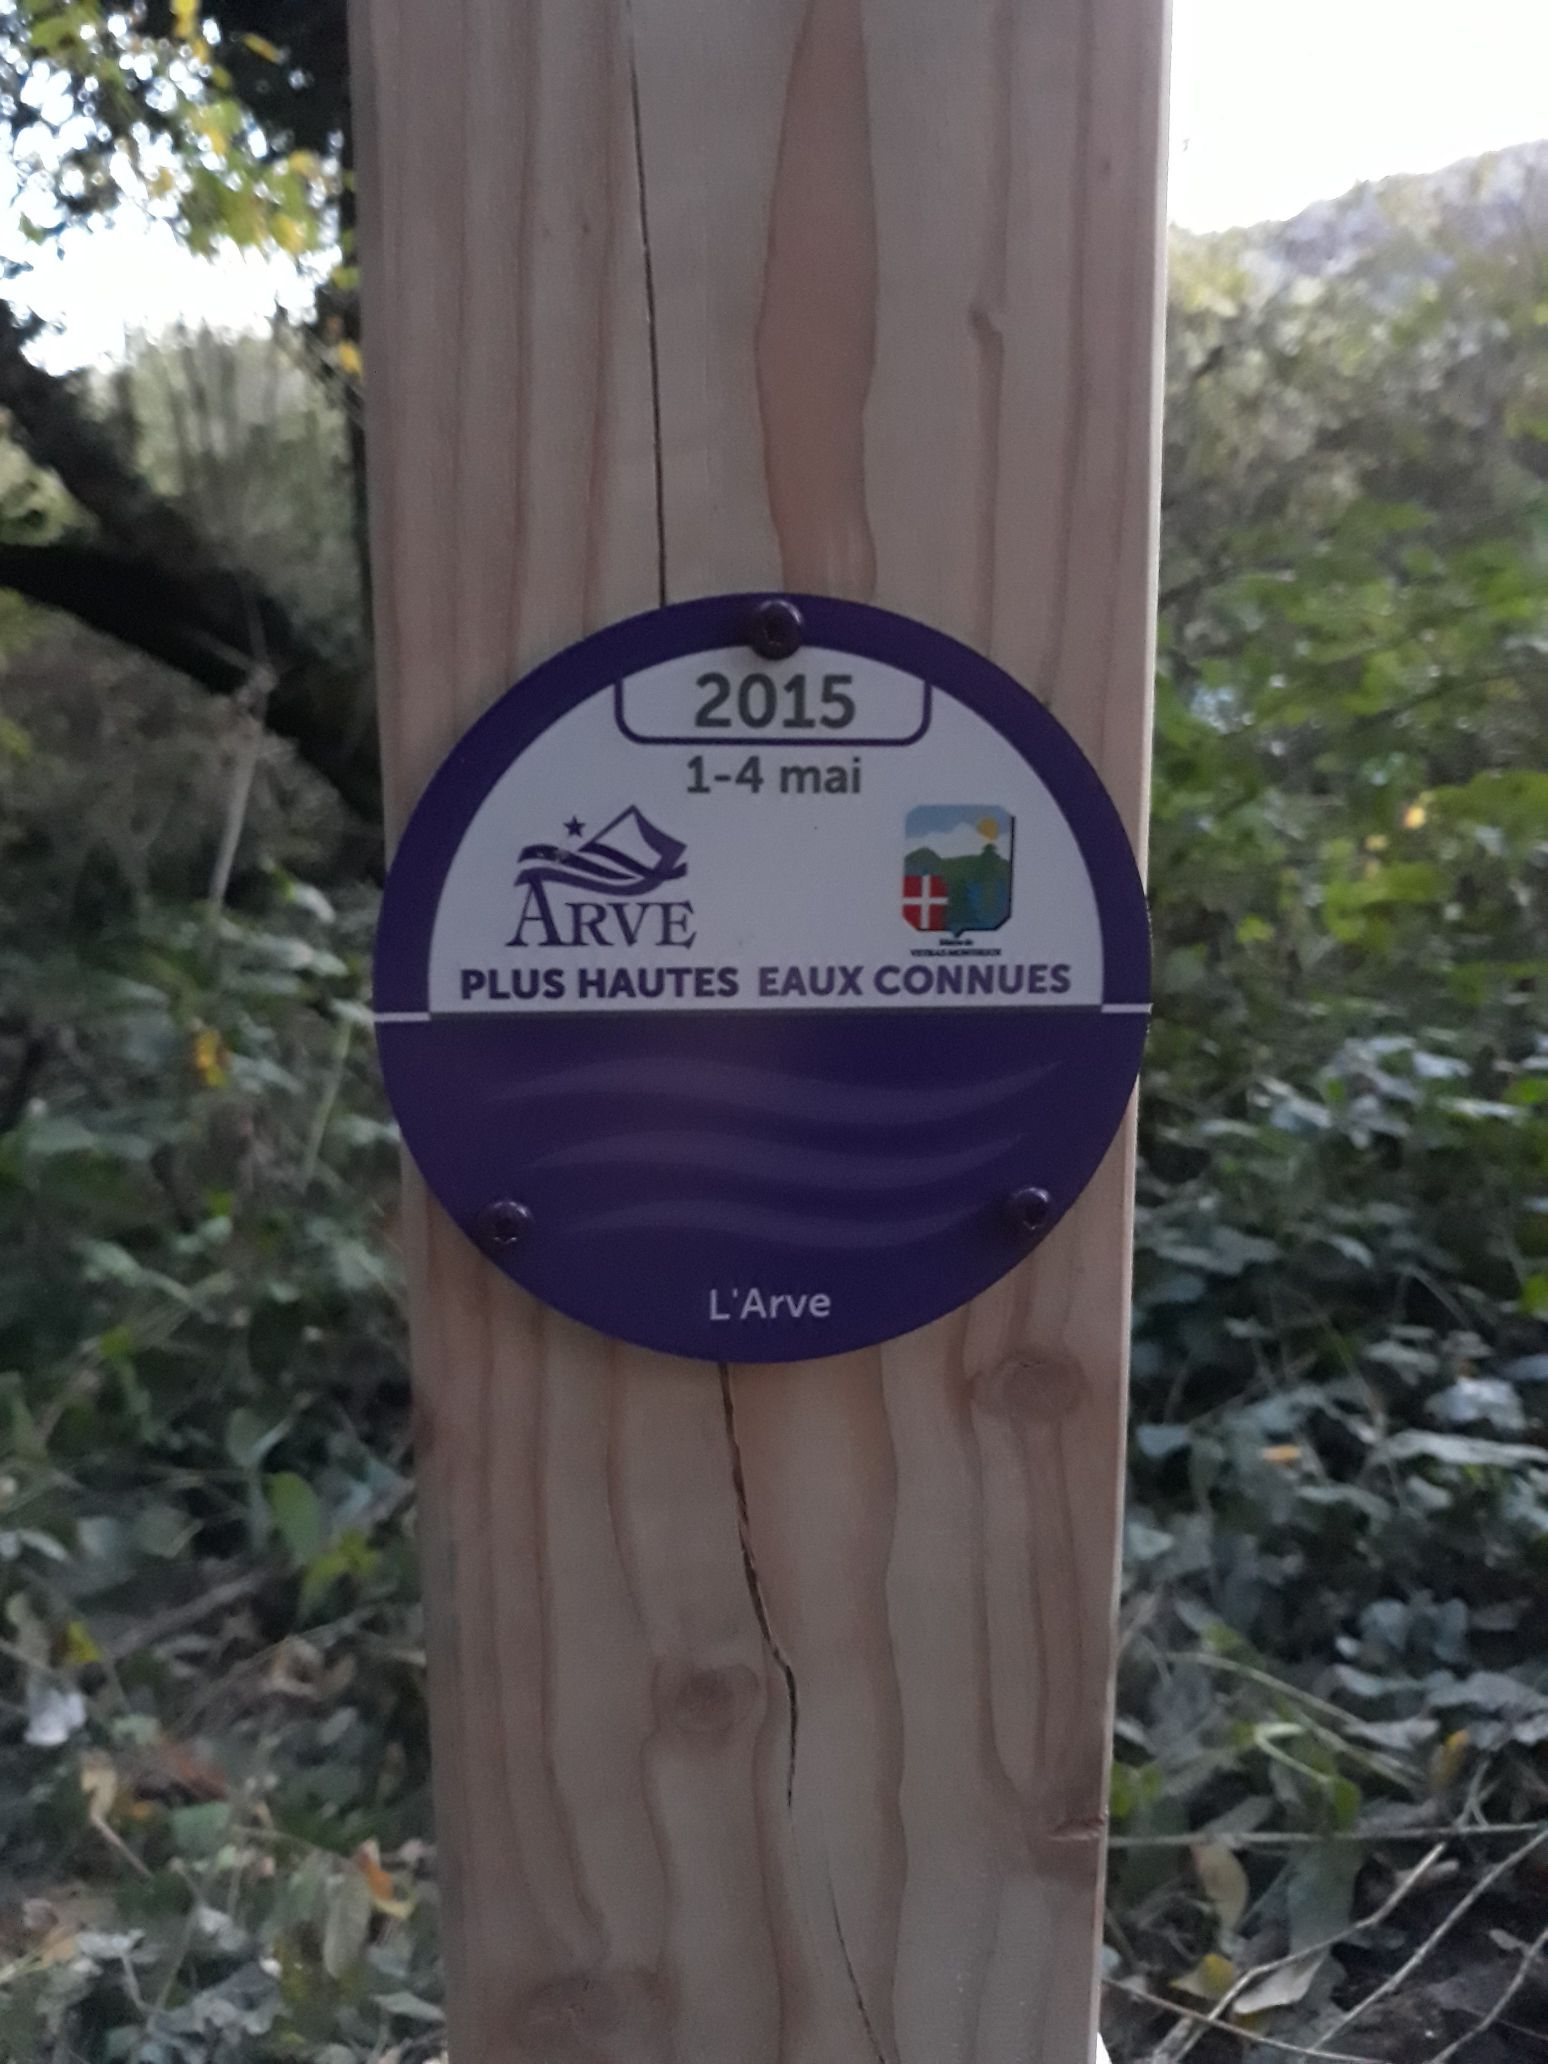 2015
1-4 mai
ARVE
PLUS HAUTES EAUX CONNUES
L'Arve